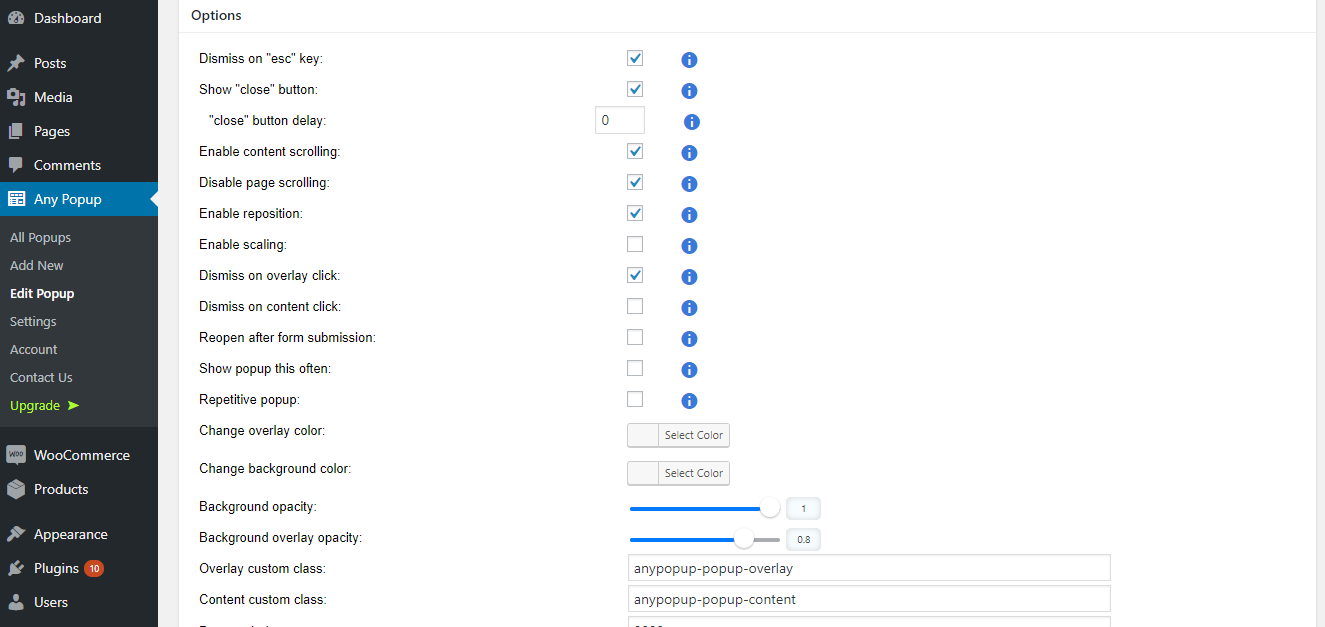 Dashboard
Posts
Media
Pages
Comments
Any Popup
All Popups
Add New
Edit Popup
Settings
Account
Contact Us
Upgrade ➤
WOO WooCommerce
Products
Appearance
Plugins 10
Users
Options
Dismiss on "esc" key:
Show "close" button:
"close" button delay: 0
Enable content scrolling:
Disable page scrolling:
Enable reposition:
Enable scaling:
Dismiss on overlay click:
Dismiss on content click:
Reopen after form submission:
Show popup this often:
Repetitive popup:
Change overlay color: Select Color
Change background color: Select Color
Background opacity: 1
Background overlay opacity: 0.8
Overlay custom class: anypopup-popup-overlay
Content custom class: anypopup-popup-content